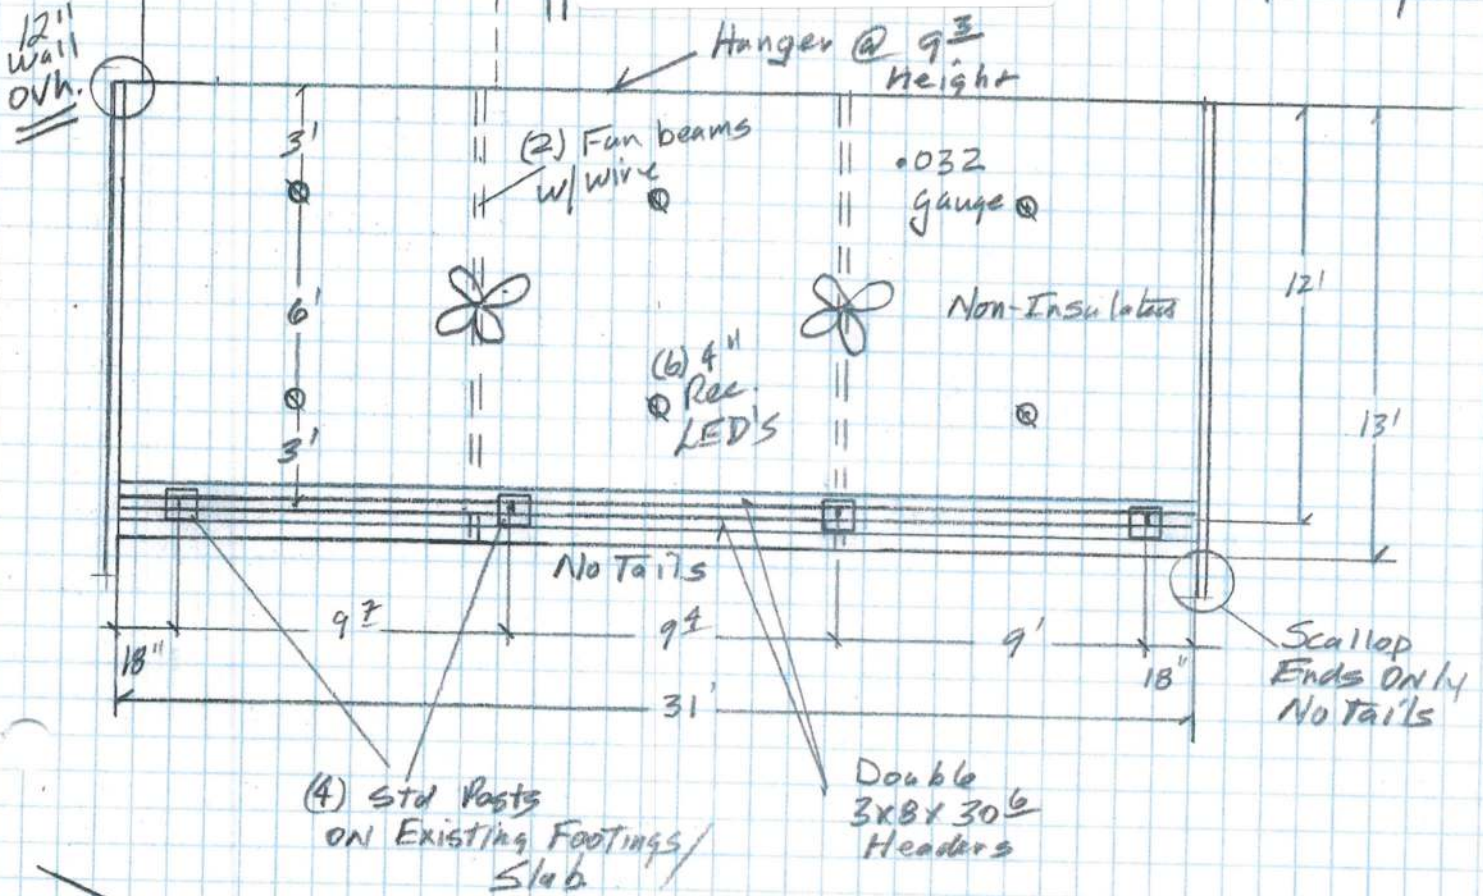 12"
Wall
ovh.
Hanger @ 9 3
Height
3'
(2) Fan beams
w/ wire
.032
gauge
6'
12'
Non-Insulated
(6) 4"
Rec.
LED's
3'
13'
No Tails
18"
9 7
9 4
9'
18"
31'
Scallop
Ends Only
No Tails
(4) Std Posts
on Existing Footings/
Slab
Double
3x8x30 6
Headers